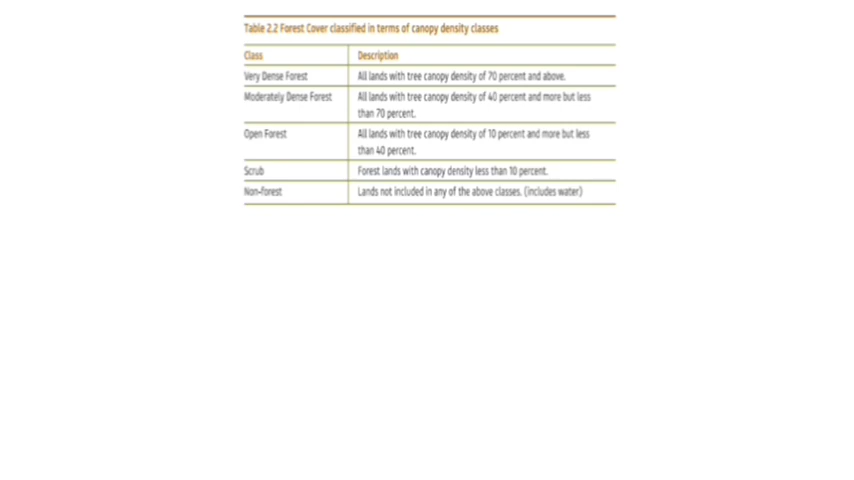 Table 2.2 Forest Cover classified in terms of canopy density classes
Class Description
Very Dense Forest All lands with tree canopy density of 70 percent and above.
Moderately Dense Forest All lands with tree canopy density of 40 percent and more but less
than 70 percent.
Open Forest All lands with tree canopy density of 10 percent and more but less
than 40 percent.
Scrub Forest lands with canopy density less than 10 percent.
Non-forest Lands not included in any of the above classes. (includes water)